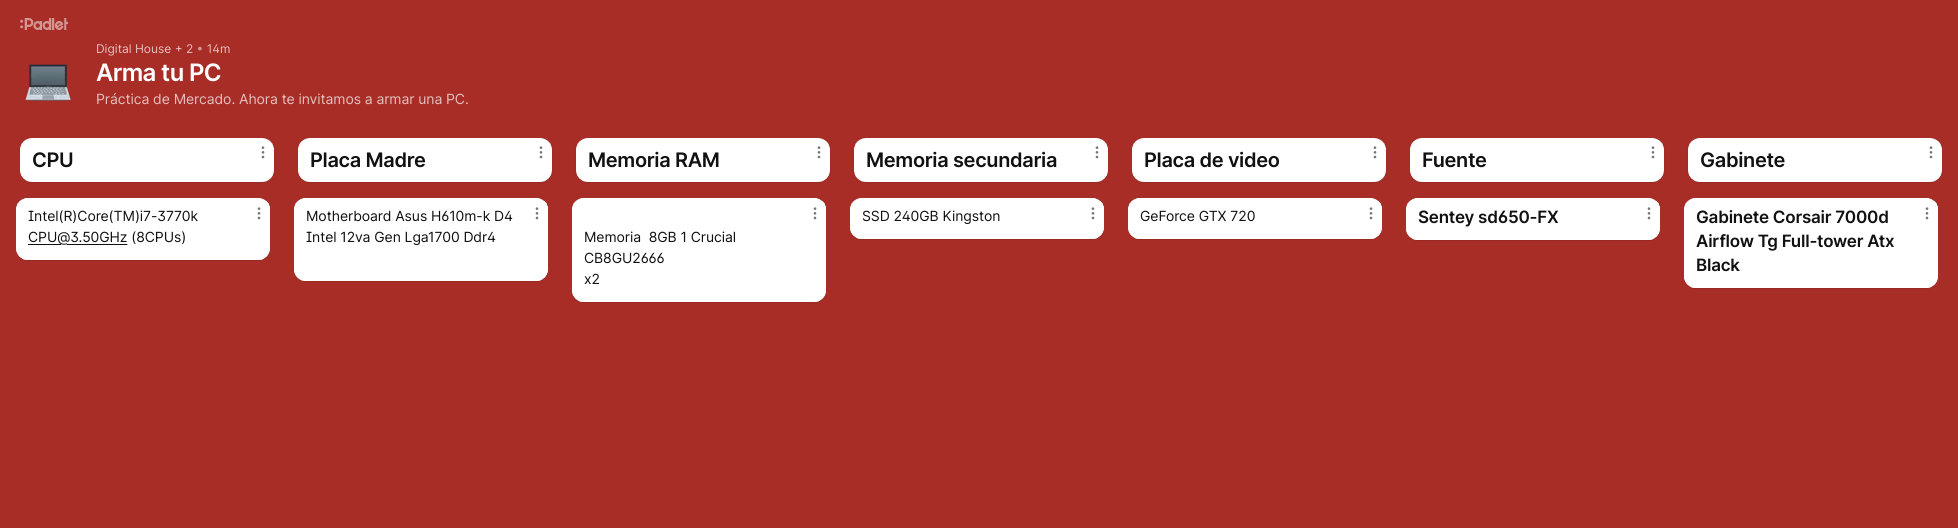 :Padlet
Digital House + 2 • 14m
Arma tu PC
Práctica de Mercado. Ahora te invitamos a armar una PC.
CPU
Intel(R)Core(TM)i7-3770k
CPU@3.50GHz (8CPUs)
Placa Madre
Motherboard Asus H610m-k D4
Intel 12va Gen Lga1700 Ddr4
Memoria RAM
Memoria  8GB 1 Crucial
CB8GU2666
x2
Memoria secundaria
SSD 240GB Kingston
Placa de video
GeForce GTX 720
Fuente
Sentey sd650-FX
Gabinete
Gabinete Corsair 7000d
Airflow Tg Full-tower Atx
Black